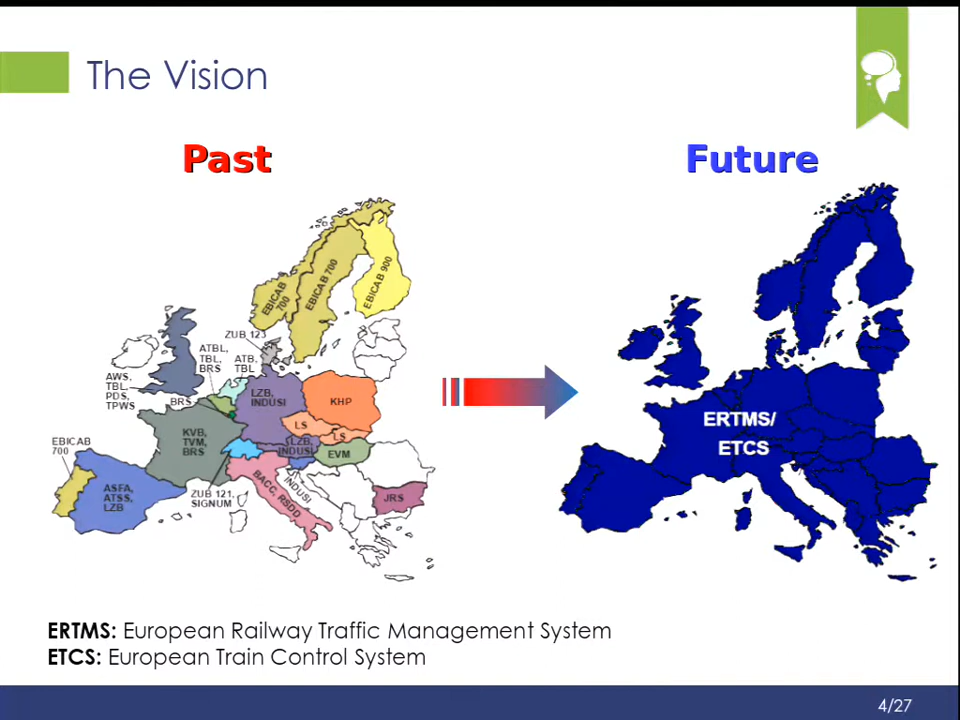 The Vision
Past
Future
EBICAB
700
EBICAB 700
EBICAB 900
ZUB 123
ATBL,
TBL,
BRS
ATB,
TBL
AWS,
TBL,
PDS,
TPWS
BRS
LZB,
INDUSI
KHP
LS
LS
KVB,
TVM,
BRS
LZB,
INDUSI
EVM
EBICAB
700
ASFA,
ATSS,
LZB
ZUB 121,
SIGNUM
BACC, RSDD
INDUSI
JRS
ERTMS/
ETCS
ERTMS: European Railway Traffic Management System
ETCS: European Train Control System
4/27